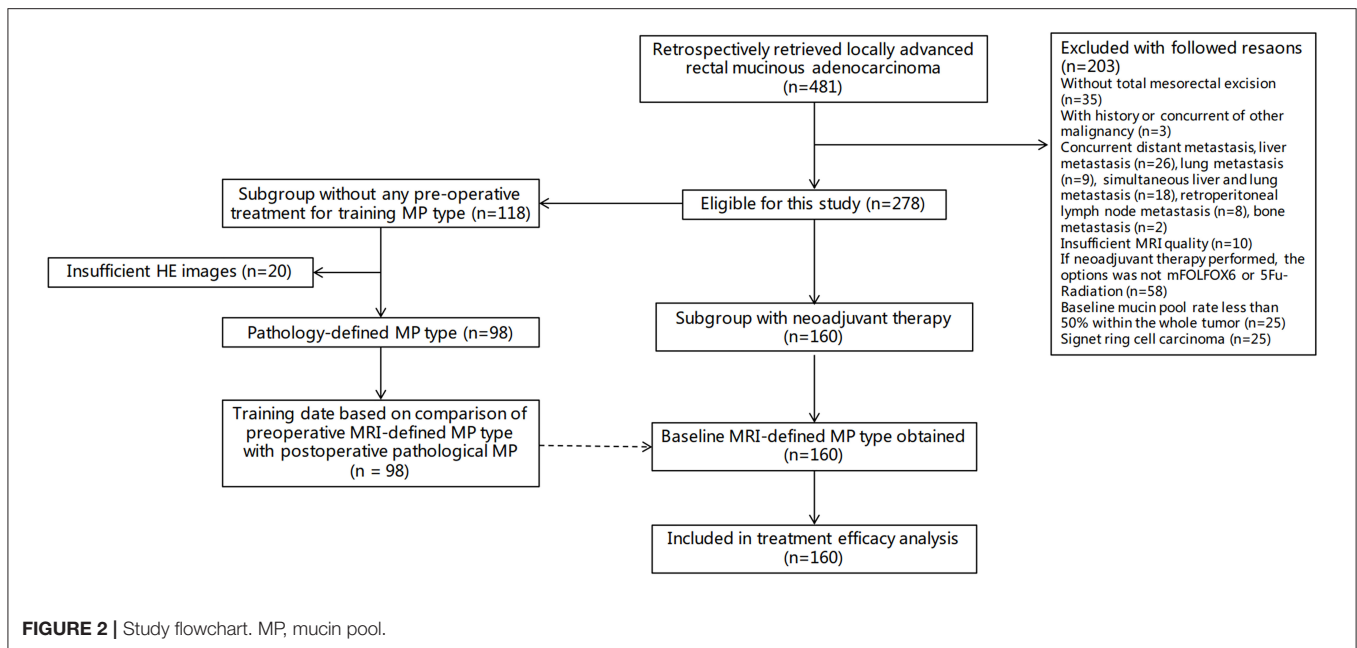 Retrospectively retrieved locally advanced
rectal mucinous adenocarcinoma
(n=481)
Excluded with followed resaons
(n=203)
Without total mesorectal excision
(n=35)
With history or concurrent of other
malignancy (n=3)
Concurrent distant metastasis, liver
metastasis (n=26), lung metastasis
(n=9), simultaneous liver and lung
metastasis (n=18), retroperitoneal
lymph node metastasis (n=8), bone
metastasis (n=2)
Insufficient MRI quality (n=10)
If neoadjuvant therapy performed, the
options was not mFOLFOX6 or 5Fu-
Radiation (n=58)
Baseline mucin pool rate less than
50% within the whole tumor (n=25)
Signet ring cell carcinoma (n=25)
Subgroup without any pre-operative
treatment for training MP type (n=118)
Eligible for this study (n=278)
Insufficient HE images (n=20)
Pathology-defined MP type (n=98)
Subgroup with neoadjuvant therapy
(n=160)
Training date based on comparison of
preoperative MRI-defined MP type
with postoperative pathological MP
(n = 98)
Baseline MRI-defined MP type obtained
(n=160)
Included in treatment efficacy analysis
(n=160)
FIGURE 2 | Study flowchart. MP, mucin pool.